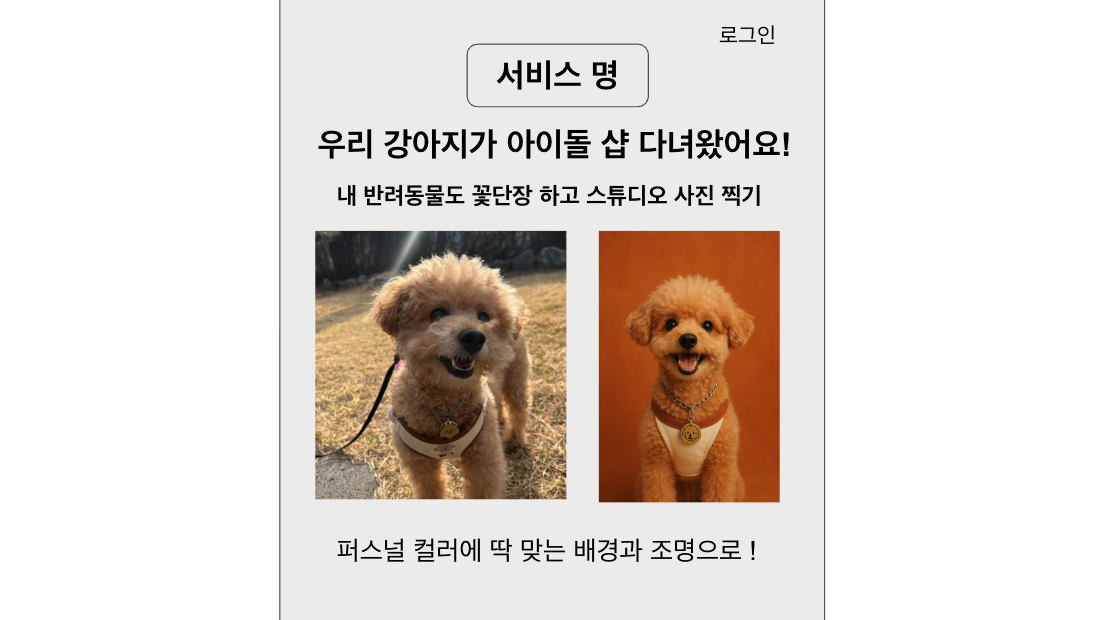 로그인
서비스 명
우리 강아지가 아이돌 샵 다녀왔어요!
내 반려동물도 꽃단장 하고 스튜디오 사진 찍기
퍼스널 컬러에 딱 맞는 배경과 조명으로 !